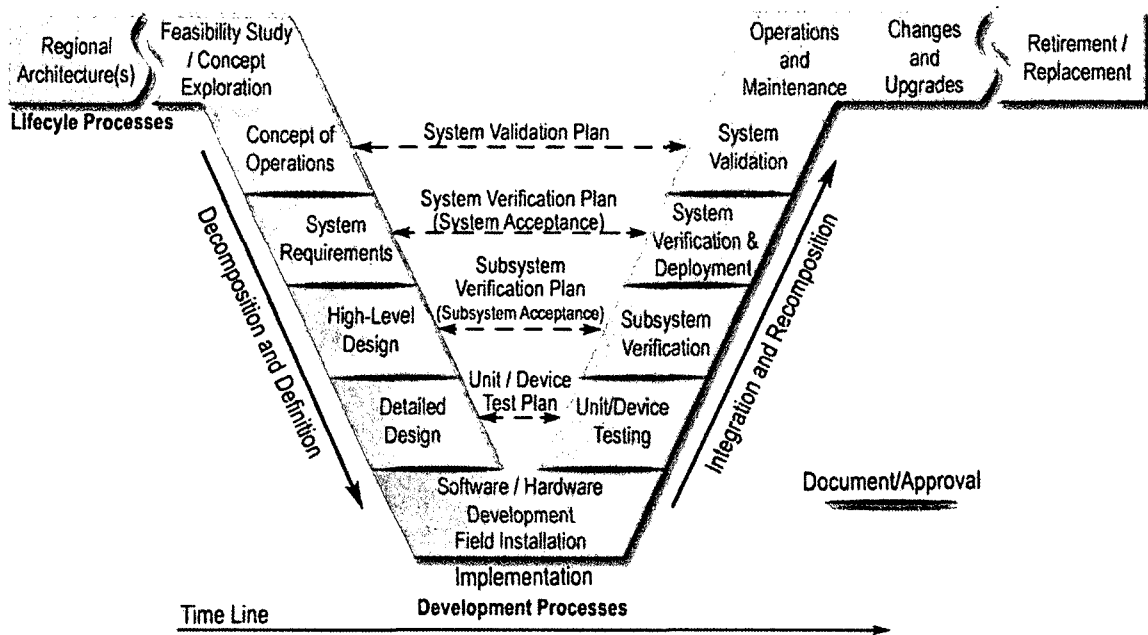 Regional
Architecture(s)
Feasibility Study
/ Concept
Exploration
Operations
and
Maintenance
Changes
and
Upgrades
Retirement /
Replacement
Lifecyle Processes
Concept of
Operations
System Validation Plan
System
Validation
System
Requirements
System Verification Plan
(System Acceptance)
System
Verification &
Deployment
High-Level
Design
Subsystem
Verification Plan
(Subsystem Acceptance)
Subsystem
Verification
Detailed
Design
Unit / Device
Test Plan
Unit/Device
Testing
Decomposition and Definition
Integration and Recomposition
Software / Hardware
Development
Field Installation
Document/Approval
Implementation
Development Processes
Time Line